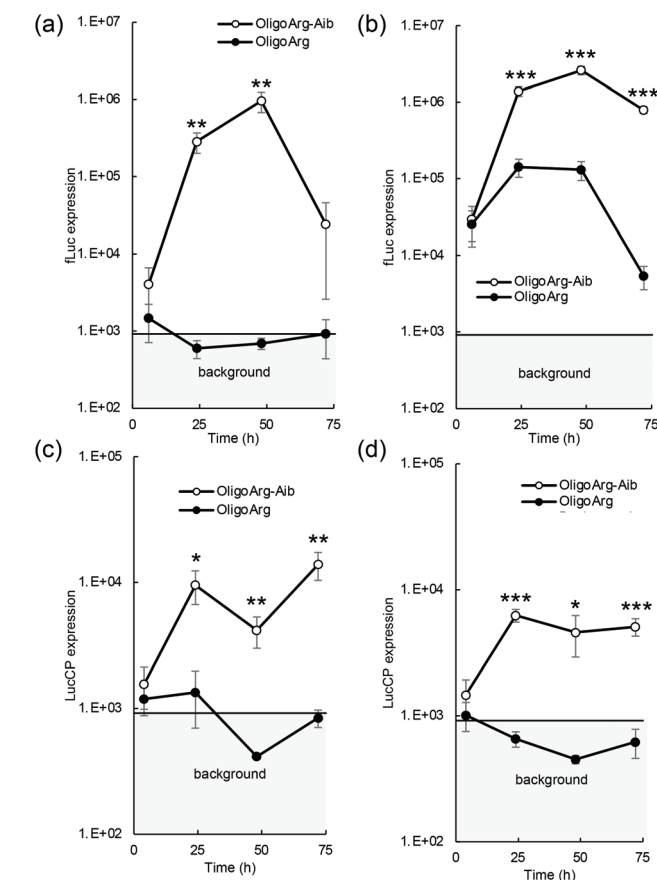 (a)
1.E+07
1.E+06
1.E+05
1.E+04
1.E+03
1.E+02
fLuc expression
OligoArg-Aib
OligoArg
**
**
background
0 25 50 75
Time (h)
(b)
1.E+07
1.E+06
1.E+05
1.E+04
1.E+03
1.E+02
fLuc expression
***
***
***
OligoArg-Aib
OligoArg
background
0 25 50 75
Time (h)
(c)
1.E+05
1.E+04
1.E+03
1.E+02
LucCP expression
OligoArg-Aib
OligoArg
*
**
**
background
0 25 50 75
Time (h)
(d)
1.E+05
1.E+04
1.E+03
1.E+02
LucCP expression
OligoArg-Aib
OligoArg
***
*
***
background
0 25 50 75
Time (h)